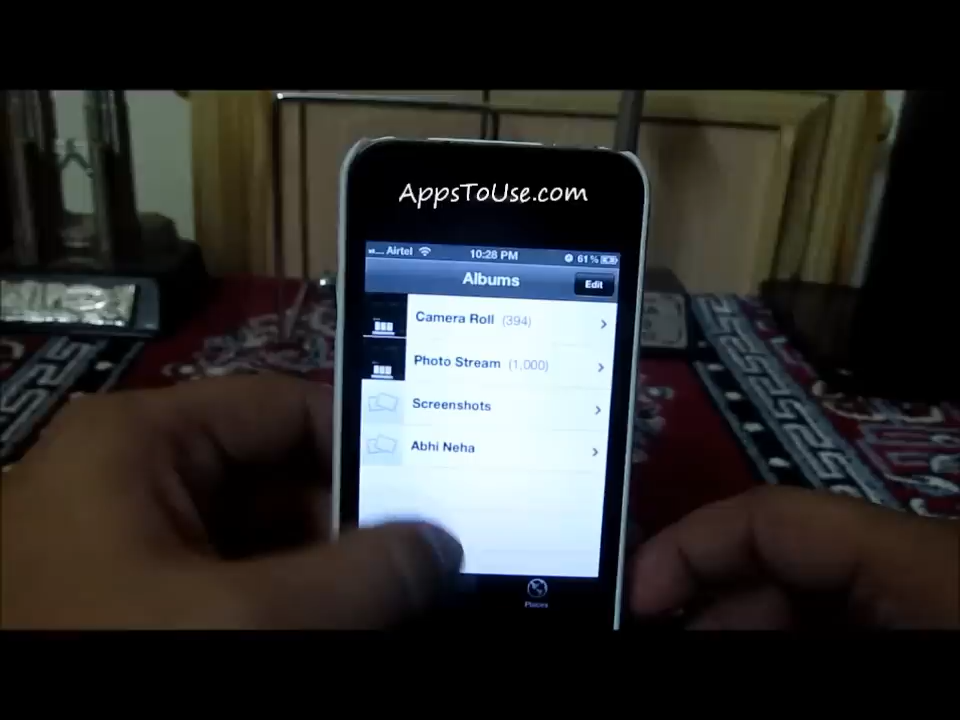 AppsToUse.com
Airtel 10:28 PM 61%
Albums Edit
Camera Roll (394)
Photo Stream (1,000)
Screenshots
Abhi Neha
Places